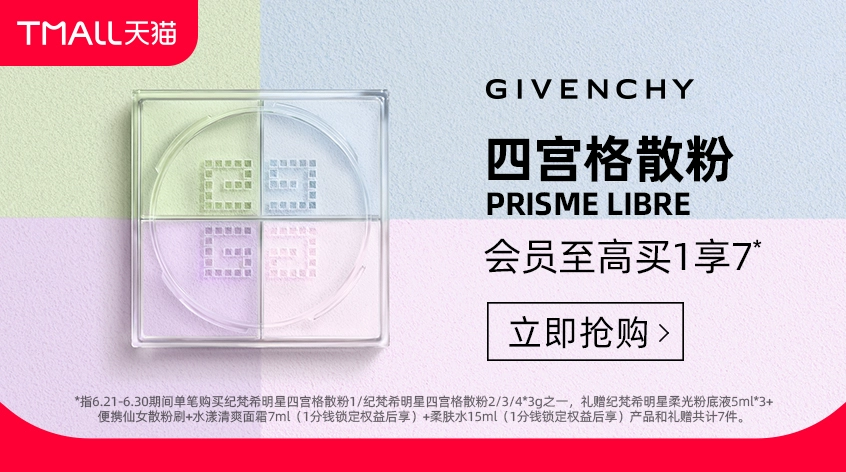 TMALL天猫
GIVENCHY
四宫格散粉
PRISME LIBRE
会员至高买1享7*
立即抢购>
*指6.21-6.30期间单笔购买纪梵希明星四宫格散粉1/纪梵希明星四宫格散粉2/3/4*3g之一，礼赠纪梵希明星柔光粉底液5ml*3+
便携仙女散粉刷+水漾清爽面霜7ml（1分钱锁定权益后享）+柔肤水15ml（1分钱锁定权益后享）产品和礼赠共计7件。